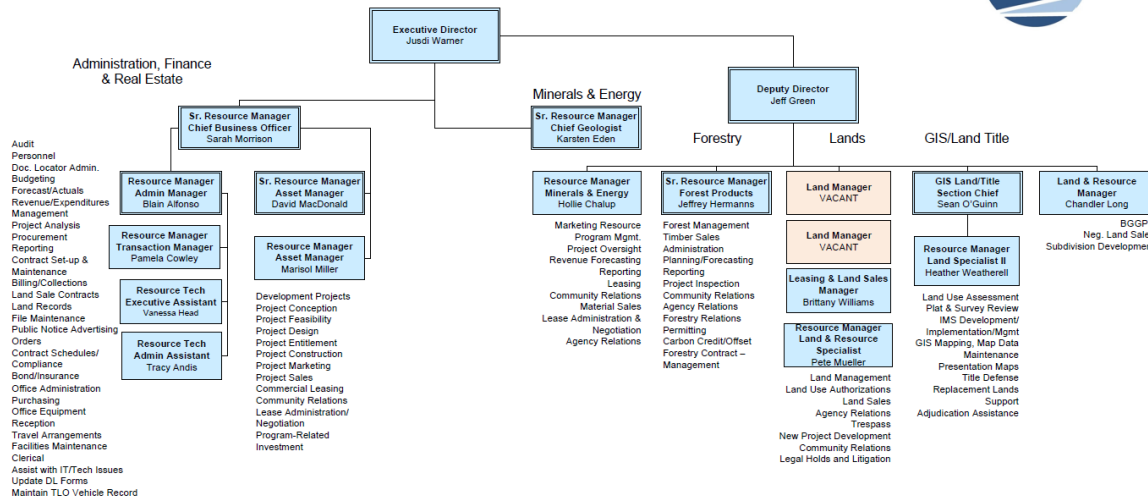 Executive Director
Jusdi Warner
Administration, Finance
& Real Estate
Deputy Director
Jeff Green
Minerals & Energy
Sr. Resource Manager
Chief Business Officer
Sarah Morrison
Sr. Resource Manager
Chief Geologist
Karsten Eden
Forestry
Lands
GIS/Land Title
Audit
Personnel
Doc. Locator Admin.
Budgeting
Forecast/Actuals
Revenue/Expenditures
Management
Project Analysis
Procurement
Reporting
Contract Set-up &
Maintenance
Billing/Collections
Land Sale Contracts
Land Records
File Maintenance
Public Notice Advertising
Orders
Contract Schedules/
Compliance
Bond/Insurance
Office Administration
Purchasing
Office Equipment
Reception
Travel Arrangements
Facilities Maintenance
Clerical
Assist with IT/Tech Issues
Update DL Forms
Maintain TLO Vehicle Record
Resource Manager
Admin Manager
Blain Alfonso
Resource Manager
Transaction Manager
Pamela Cowley
Resource Tech
Executive Assistant
Vanessa Head
Resource Tech
Admin Assistant
Tracy Andis
Sr. Resource Manager
Asset Manager
David MacDonald
Resource Manager
Asset Manager
Marisol Miller
Development Projects
Project Conception
Project Feasibility
Project Design
Project Entitlement
Project Construction
Project Marketing
Project Sales
Commercial Leasing
Community Relations
Lease Administration/
Negotiation
Program-Related
Investment
Resource Manager
Minerals & Energy
Hollie Chalup
Marketing Resource
Program Mgmt.
Project Oversight
Revenue Forecasting
Reporting
Leasing
Community Relations
Material Sales
Lease Administration &
Negotiation
Agency Relations
Sr. Resource Manager
Forest Products
Jeffrey Hermanns
Forest Management
Timber Sales
Administration
Planning/Forecasting
Reporting
Project Inspection
Community Relations
Agency Relations
Forestry Relations
Permitting
Carbon Credit/Offset
Forestry Contract –
Management
Land Manager
VACANT
Land Manager
VACANT
Leasing & Land Sales
Manager
Brittany Williams
Resource Manager
Land & Resource
Specialist
Pete Mueller
Land Management
Land Use Authorizations
Land Sales
Agency Relations
Trespass
New Project Development
Community Relations
Legal Holds and Litigation
GIS Land/Title
Section Chief
Sean O'Guinn
Resource Manager
Land Specialist II
Heather Weatherell
Land Use Assessment
Plat & Survey Review
IMS Development/
Implementation/Mgmt
GIS Mapping, Map Data
Maintenance
Presentation Maps
Title Defense
Replacement Lands
Support
Adjudication Assistance
Land & Resource
Manager
Chandler Long
BGGP
Neg. Land Sale
Subdivision Developmen